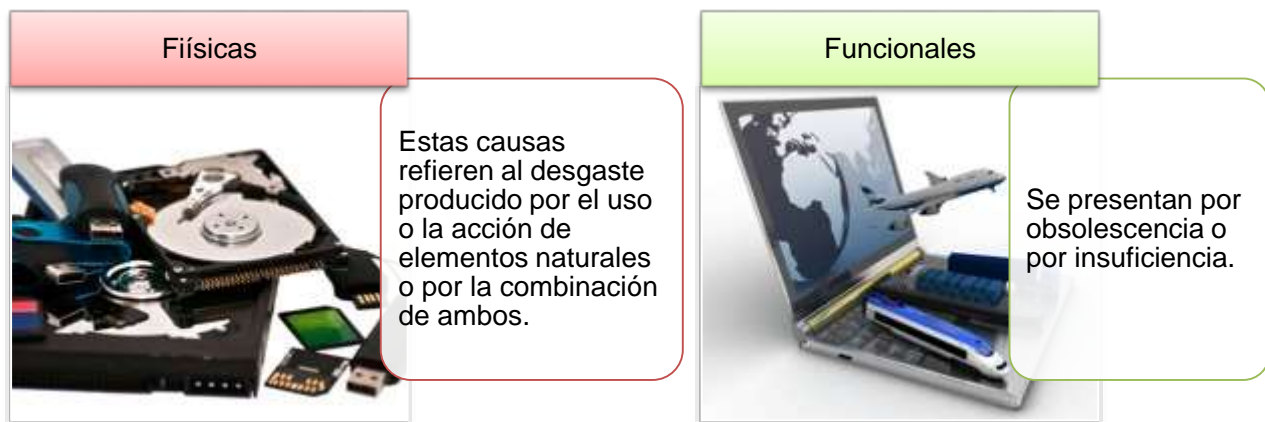 Fiísicas
Estas causas
refieren al desgaste
producido por el uso
o la acción de
elementos naturales
o por la combinación
de ambos.
Funcionales
Se presentan por
obsolescencia o
por insuficiencia.